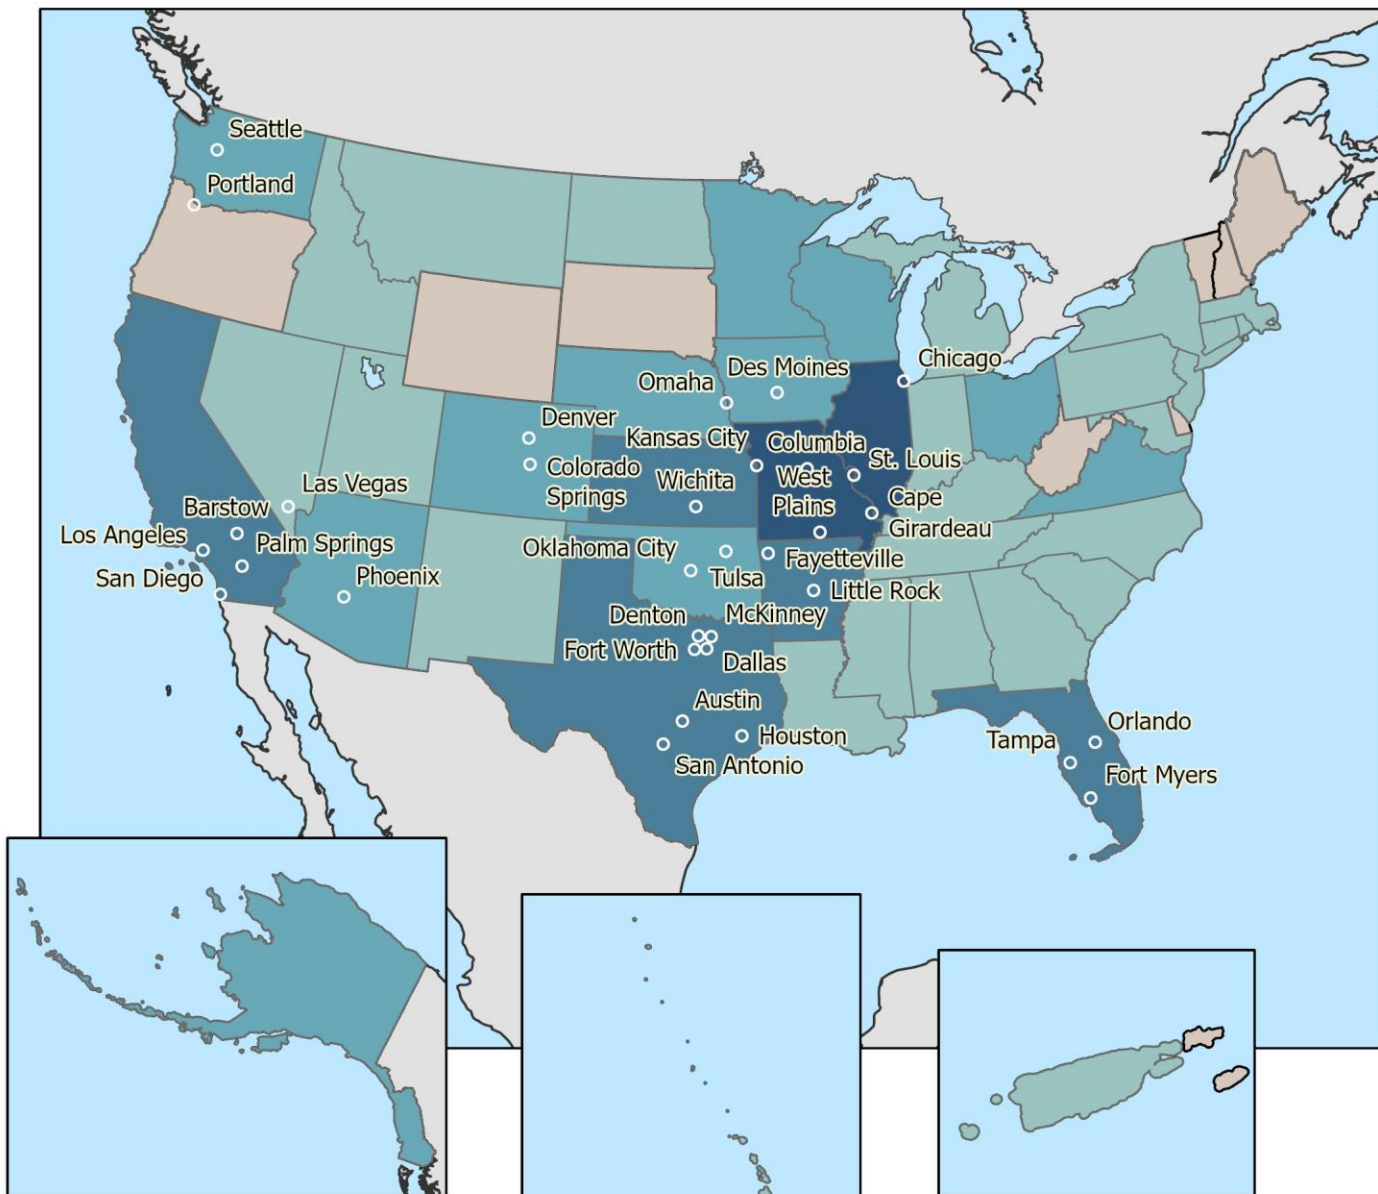 Seattle
Portland
Chicago
Des Moines
Omaha
Denver
Kansas City
Columbia
St. Louis
Colorado
Springs
Wichita
West
Plains
Las Vegas
Cape
Girardeau
Barstow
Los Angeles
Palm Springs
Oklahoma City
Fayetteville
San Diego
Phoenix
Tulsa
Little Rock
Denton
McKinney
Fort Worth
Dallas
Austin
Houston
San Antonio
Orlando
Tampa
Fort Myers